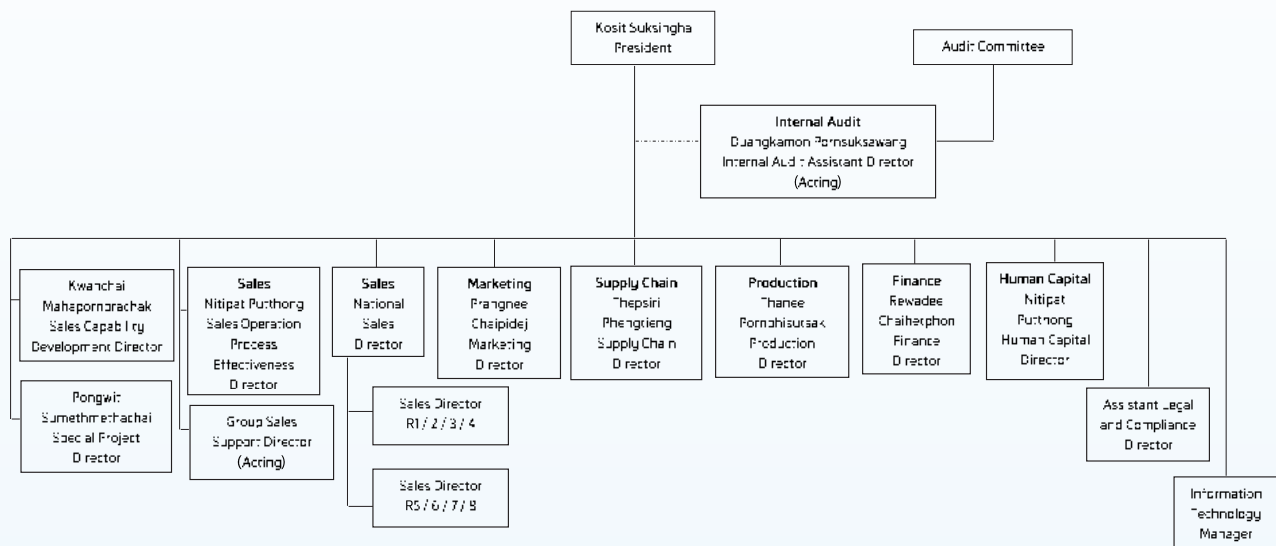 Kosit Suksingha
President
Audit Committee
Internal Audit
Duangkamon Pornsuksawang
Internal Audit Assistant Director
(Acting)
Kwanchai
Mahapornprachak
Sales Capability
Development Director
Pongwit
Sumethmethachai
Special Project
Director
Sales
Nitipat Putthong
Sales Operation
Process
Effectiveness
Director
Group Sales
Support Director
(Acting)
Sales
National
Sales
Director
Sales Director
R1 / 2 / 3 / 4
Sales Director
R5 / 6 / 7 / 8
Marketing
Prangnee
Chaipidej
Marketing
Director
Supply Chain
Thepsiri
Supply Chain
Director
Production
Thanee
Production
Director
Finance
Rewadee
Finance
Director
Human Capital
Nitipat
Putthong
Human Capital
Director
Assistant Legal
and Compliance
Director
Information
Technology
Manager